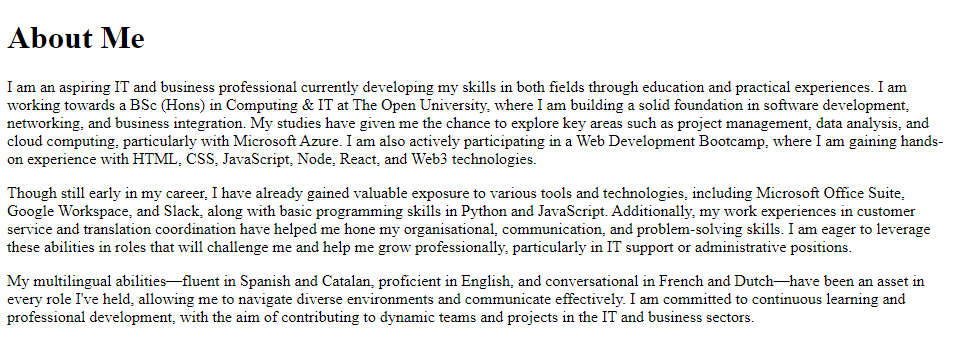 About Me
I am an aspiring IT and business professional currently developing my skills in both fields through education and practical experiences. I am
working towards a BSc (Hons) in Computing & IT at The Open University, where I am building a solid foundation in software development,
networking, and business integration. My studies have given me the chance to explore key areas such as project management, data analysis, and
cloud computing, particularly with Microsoft Azure. I am also actively participating in a Web Development Bootcamp, where I am gaining hands-
on experience with HTML, CSS, JavaScript, Node, React, and Web3 technologies.
Though still early in my career, I have already gained valuable exposure to various tools and technologies, including Microsoft Office Suite,
Google Workspace, and Slack, along with basic programming skills in Python and JavaScript. Additionally, my work experiences in customer
service and translation coordination have helped me hone my organisational, communication, and problem-solving skills. I am eager to leverage
these abilities in roles that will challenge me and help me grow professionally, particularly in IT support or administrative positions.
My multilingual abilities—fluent in Spanish and Catalan, proficient in English, and conversational in French and Dutch—have been an asset in
every role I've held, allowing me to navigate diverse environments and communicate effectively. I am committed to continuous learning and
professional development, with the aim of contributing to dynamic teams and projects in the IT and business sectors.